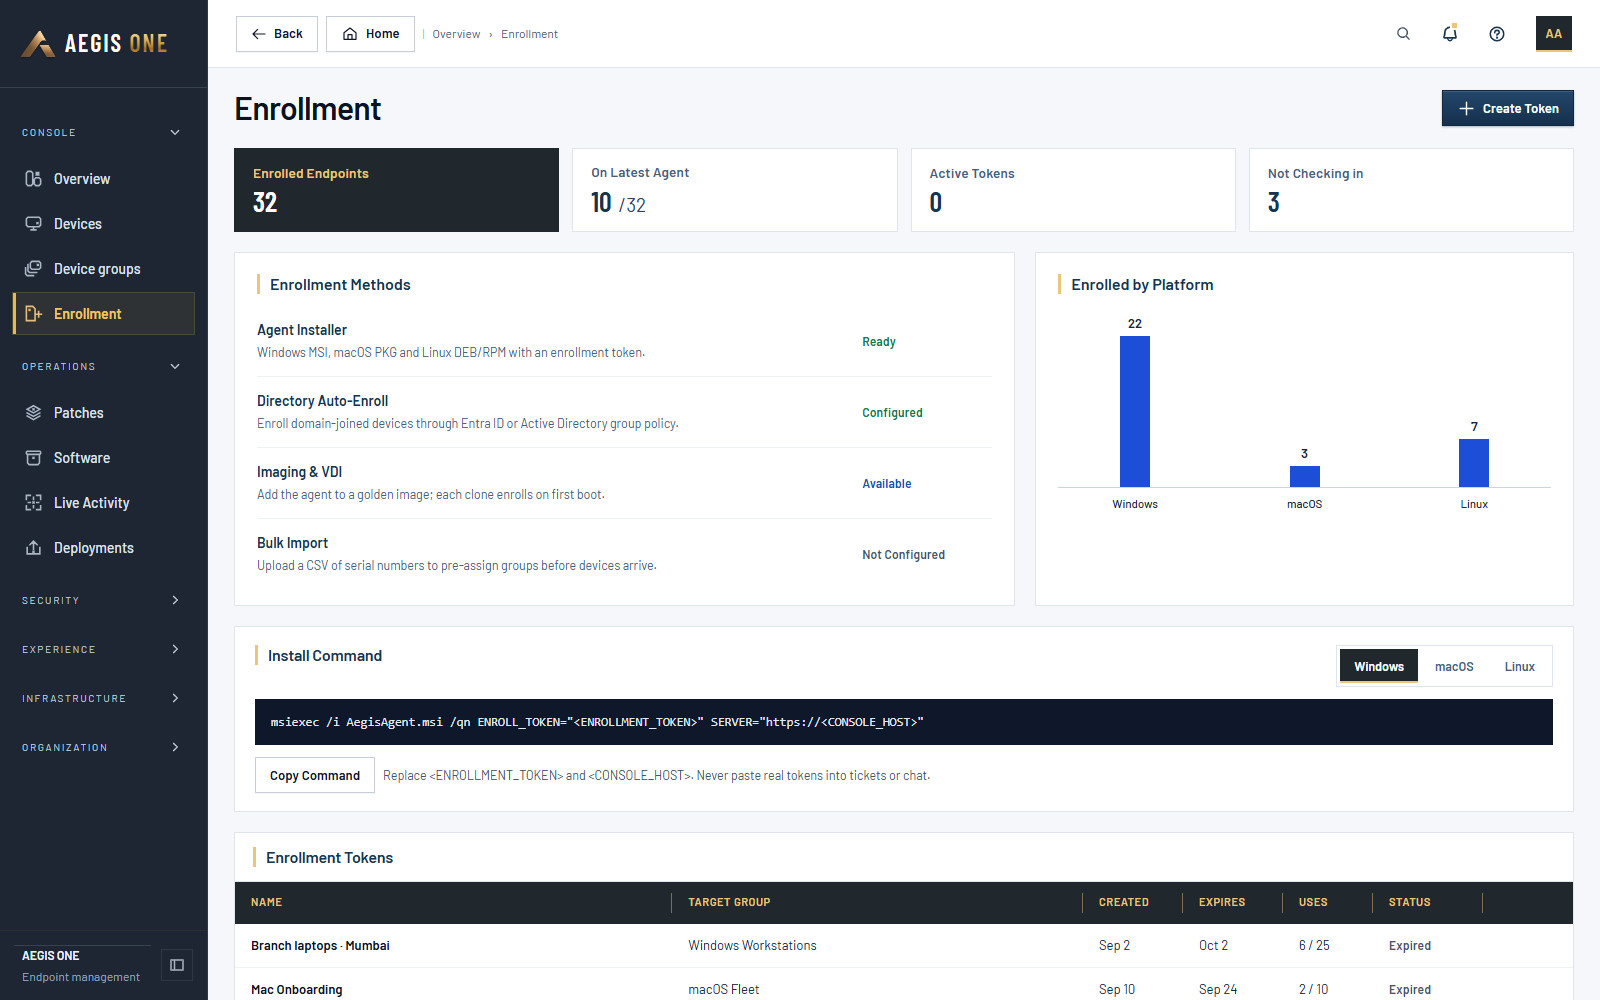 AEGIS ONE
CONSOLE
Overview
Devices
Device groups
Enrollment
OPERATIONS
Patches
Software
Live Activity
Deployments
SECURITY
EXPERIENCE
INFRASTRUCTURE
ORGANIZATION
AEGIS ONE
Endpoint management
Back
Home
Overview › Enrollment
AA
Enrollment
Create Token
Enrolled Endpoints
32
On Latest Agent
10 /32
Active Tokens
0
Not Checking in
3
Enrollment Methods
Agent Installer
Windows MSI, macOS PKG and Linux DEB/RPM with an enrollment token.
Ready
Directory Auto-Enroll
Enroll domain-joined devices through Entra ID or Active Directory group policy.
Configured
Imaging & VDI
Add the agent to a golden image; each clone enrolls on first boot.
Available
Bulk Import
Upload a CSV of serial numbers to pre-assign groups before devices arrive.
Not Configured
Enrolled by Platform
22
3
7
Windows
macOS
Linux
Install Command
Windows
macOS
Linux
msiexec /i AegisAgent.msi /qn ENROLL_TOKEN="<ENROLLMENT_TOKEN>" SERVER="https://<CONSOLE_HOST>"
Copy Command
Replace <ENROLLMENT_TOKEN> and <CONSOLE_HOST>. Never paste real tokens into tickets or chat.
Enrollment Tokens
NAME TARGET GROUP CREATED EXPIRES USES STATUS
Branch laptops · Mumbai Windows Workstations Sep 2 Oct 2 6 / 25 Expired
Mac Onboarding macOS Fleet Sep 10 Sep 24 2 / 10 Expired